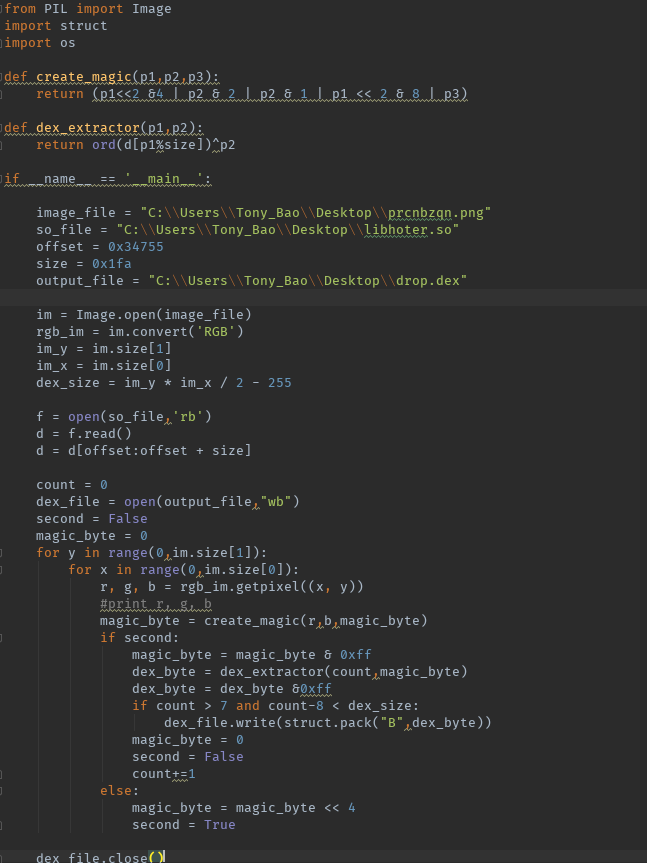 from PIL import Image
import struct
import os
def create_magic(p1,p2,p3):
    return (p1<<2 &4 | p2 & 2 | p2 & 1 | p1 << 2 & 8 | p3)
def dex_extractor(p1,p2):
    return ord(d[p1%size])^p2
if __name__ == '__main__':
    image_file = "C:\\Users\\Tony_Bao\\Desktop\\prcnbzqn.png"
    so_file = "C:\\Users\\Tony_Bao\\Desktop\\libhoter.so"
    offset = 0x34755
    size = 0x1fa
    output_file = "C:\\Users\\Tony_Bao\\Desktop\\drop.dex"
    im = Image.open(image_file)
    rgb_im = im.convert('RGB')
    im_y = im.size[1]
    im_x = im.size[0]
    dex_size = im_y * im_x / 2 - 255
    f = open(so_file,'rb')
    d = f.read()
    d = d[offset:offset + size]
    count = 0
    dex_file = open(output_file,"wb")
    second = False
    magic_byte = 0
    for y in range(0,im.size[1]):
        for x in range(0,im.size[0]):
            r, g, b = rgb_im.getpixel((x, y))
            #print r, g, b
            magic_byte = create_magic(r,b,magic_byte)
            if second:
                magic_byte = magic_byte & 0xff
                dex_byte = dex_extractor(count,magic_byte)
                dex_byte = dex_byte &0xff
                if count > 7 and count-8 < dex_size:
                    dex_file.write(struct.pack("B",dex_byte))
                magic_byte = 0
                second = False
                count+=1
            else:
                magic_byte = magic_byte << 4
                second = True
    dex_file.close()